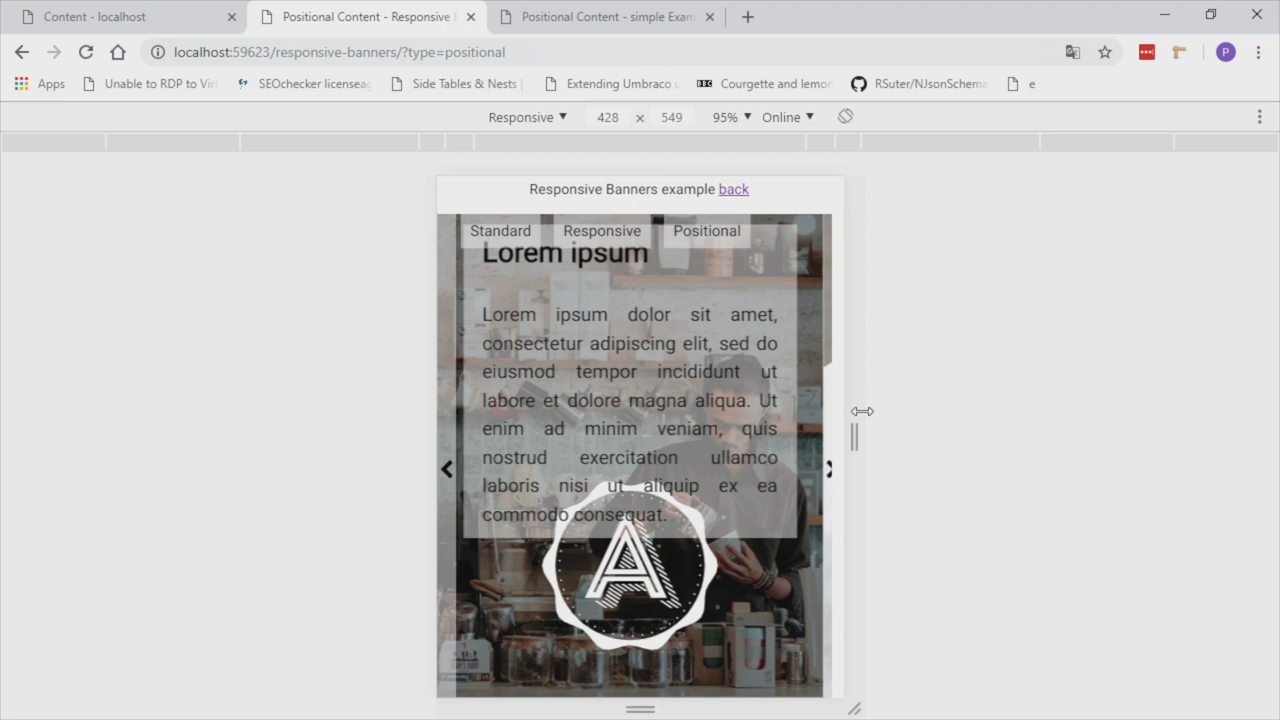 Content - localhost
Positional Content - Responsive B
Positional Content - simple Exam
localhost:59623/responsive-banners/?type=positional
P
Apps
Unable to RDP to Virt
SEOchecker licenseag
Side Tables & Nests |
Extending Umbraco u
BBC
Courgette and lemon
RSuter/NJsonSchema
e
Responsive
428 x 549
95%
Online
Responsive Banners example back
Standard Responsive Positional
Lorem ipsum
Lorem ipsum dolor sit amet,
consectetur adipiscing elit, sed do
eiusmod tempor incididunt ut
labore et dolore magna aliqua. Ut
enim ad minim veniam, quis
nostrud exercitation ullamco
laboris nisi ut aliquip ex ea
commodo consequat.
A